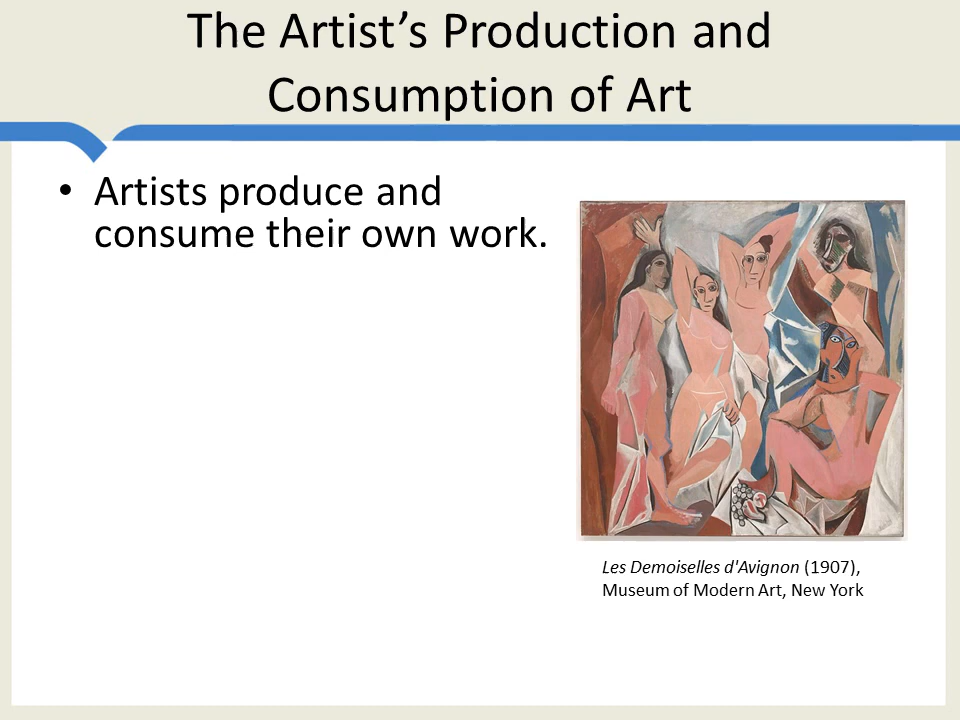 The Artist’s Production and
Consumption of Art
• Artists produce and
consume their own work.
Les Demoiselles d'Avignon (1907),
Museum of Modern Art, New York